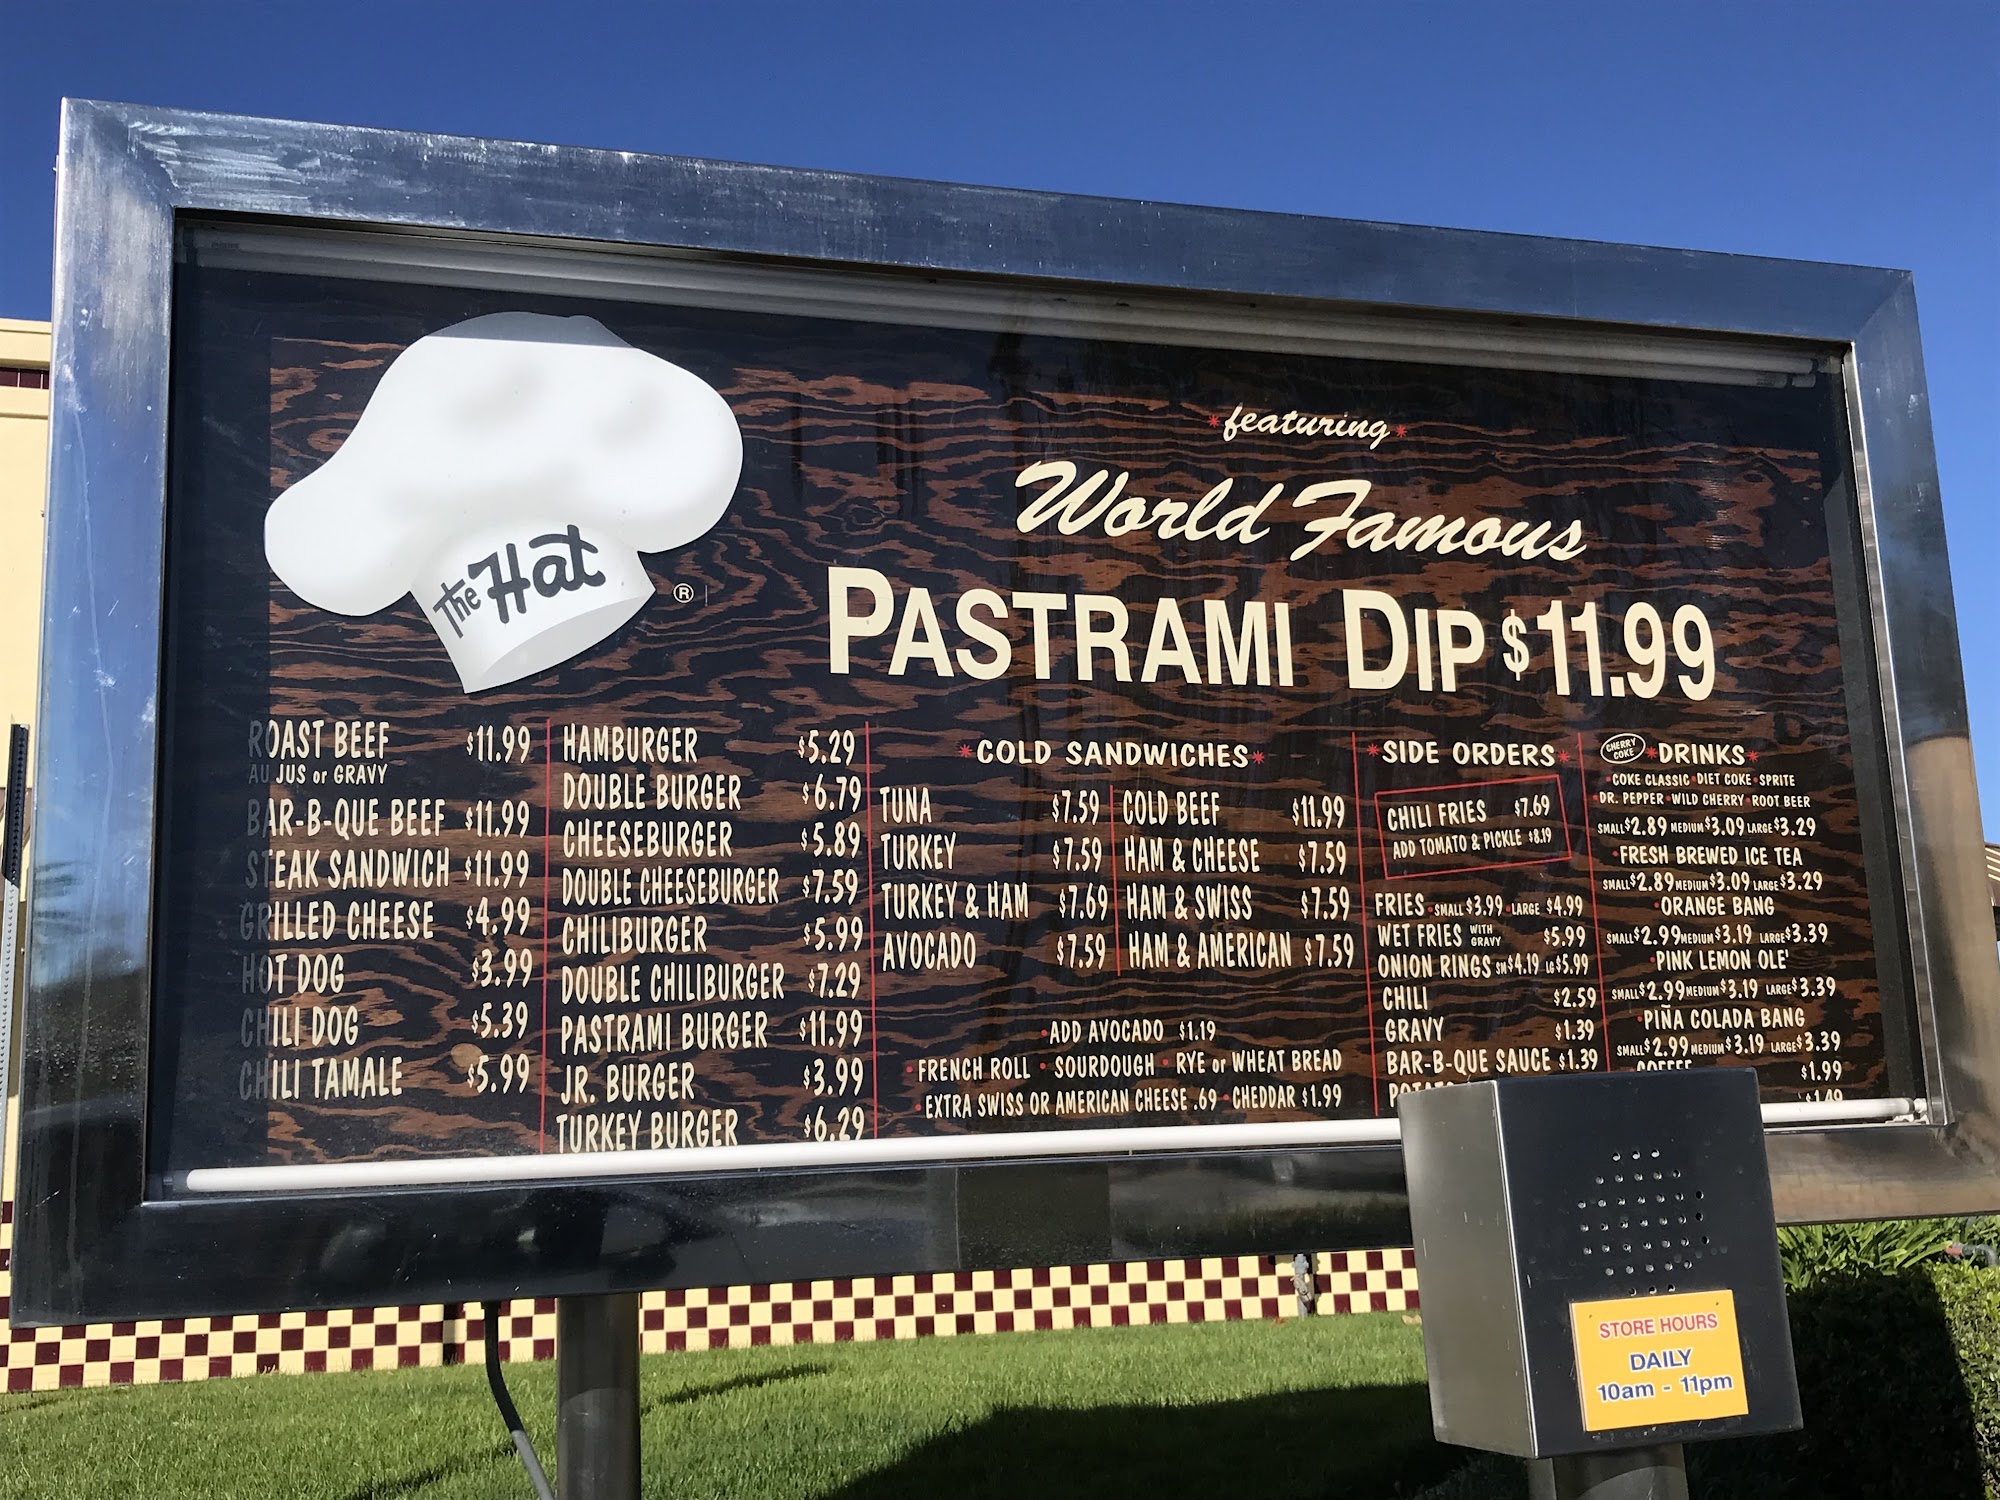 The Hat ®
*featuring*
World Famous
PASTRAMI DIP $11.99
ROAST BEEF $11.99
AU JUS or GRAVY
BAR-B-QUE BEEF $11.99
STEAK SANDWICH $11.99
GRILLED CHEESE $4.99
HOT DOG $3.99
CHILI DOG $5.39
CHILI TAMALE $5.99
HAMBURGER $5.29
DOUBLE BURGER $6.79
CHEESEBURGER $5.89
DOUBLE CHEESEBURGER $7.59
CHILIBURGER $5.99
DOUBLE CHILIBURGER $7.29
PASTRAMI BURGER $11.99
JR. BURGER $3.99
TURKEY BURGER $6.29
*COLD SANDWICHES*
TUNA $7.59
TURKEY $7.59
TURKEY & HAM $7.69
AVOCADO $7.59
COLD BEEF $11.99
HAM & CHEESE $7.59
HAM & SWISS $7.59
HAM & AMERICAN $7.59
•ADD AVOCADO $1.19
•FRENCH ROLL •SOURDOUGH •RYE or WHEAT BREAD
•EXTRA SWISS OR AMERICAN CHEESE .69 •CHEDDAR $1.99
*SIDE ORDERS*
CHILI FRIES $7.69
ADD TOMATO & PICKLE $8.19
FRIES •SMALL $3.99 •LARGE $4.99
WET FRIES WITH GRAVY $5.99
ONION RINGS SM $4.19 LG $5.99
CHILI $2.59
GRAVY $1.39
BAR-B-QUE SAUCE $1.39
CHERRY COKE
*DRINKS*
•COKE CLASSIC •DIET COKE •SPRITE
•DR. PEPPER •WILD CHERRY •ROOT BEER
SMALL $2.89 MEDIUM $3.09 LARGE $3.29
•FRESH BREWED ICE TEA
SMALL $2.89 MEDIUM $3.09 LARGE $3.29
•ORANGE BANG
SMALL $2.99 MEDIUM $3.19 LARGE $3.39
•PINK LEMON OLE'
SMALL $2.99 MEDIUM $3.19 LARGE $3.39
•PIÑA COLADA BANG
SMALL $2.99 MEDIUM $3.19 LARGE $3.39
COFFEE $1.99
$1.49
STORE HOURS
DAILY
10am - 11pm